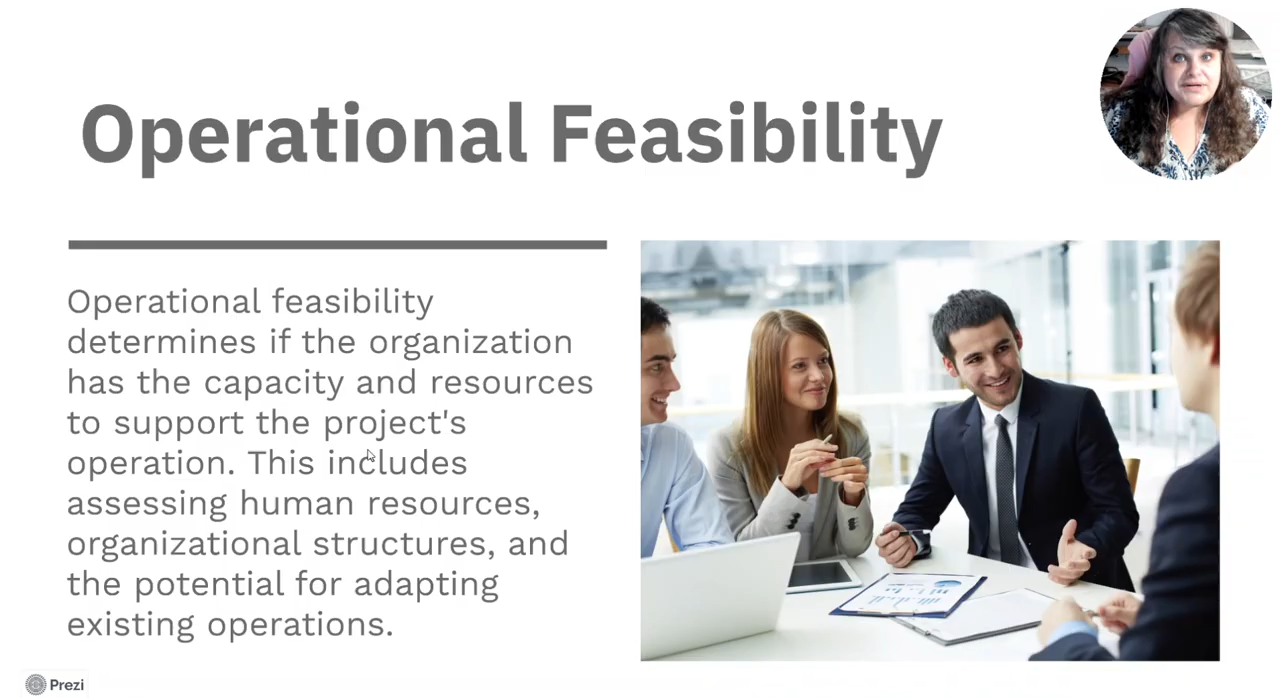 Operational Feasibility
Operational feasibility
determines if the organization
has the capacity and resources
to support the project's
operation. This includes
assessing human resources,
organizational structures, and
the potential for adapting
existing operations.
Prezi